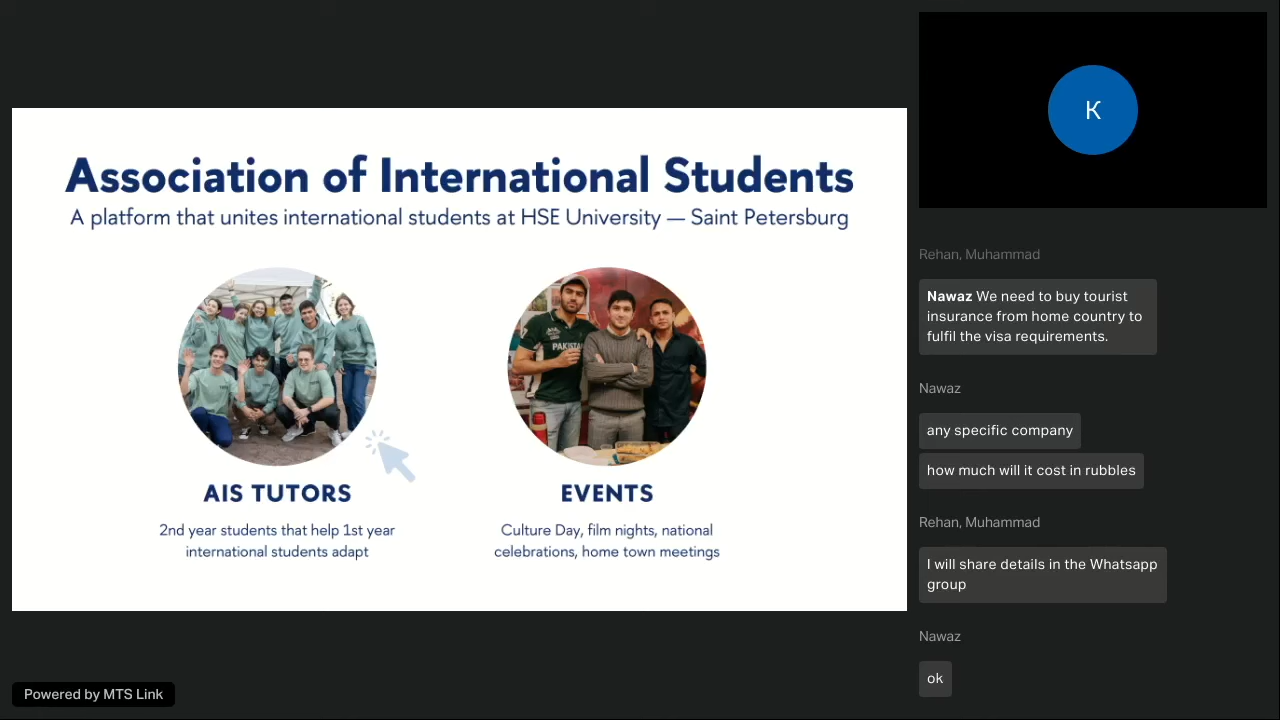 Association of International Students
A platform that unites international students at HSE University — Saint Petersburg
PAKISTAN
AIS TUTORS
2nd year students that help 1st year
international students adapt
EVENTS
Culture Day, film nights, national
celebrations, home town meetings
Powered by MTS Link
K
Rehan, Muhammad
Nawaz We need to buy tourist
insurance from home country to
fulfil the visa requirements.
Nawaz
any specific company
how much will it cost in rubbles
Rehan, Muhammad
I will share details in the Whatsapp
group
Nawaz
ok